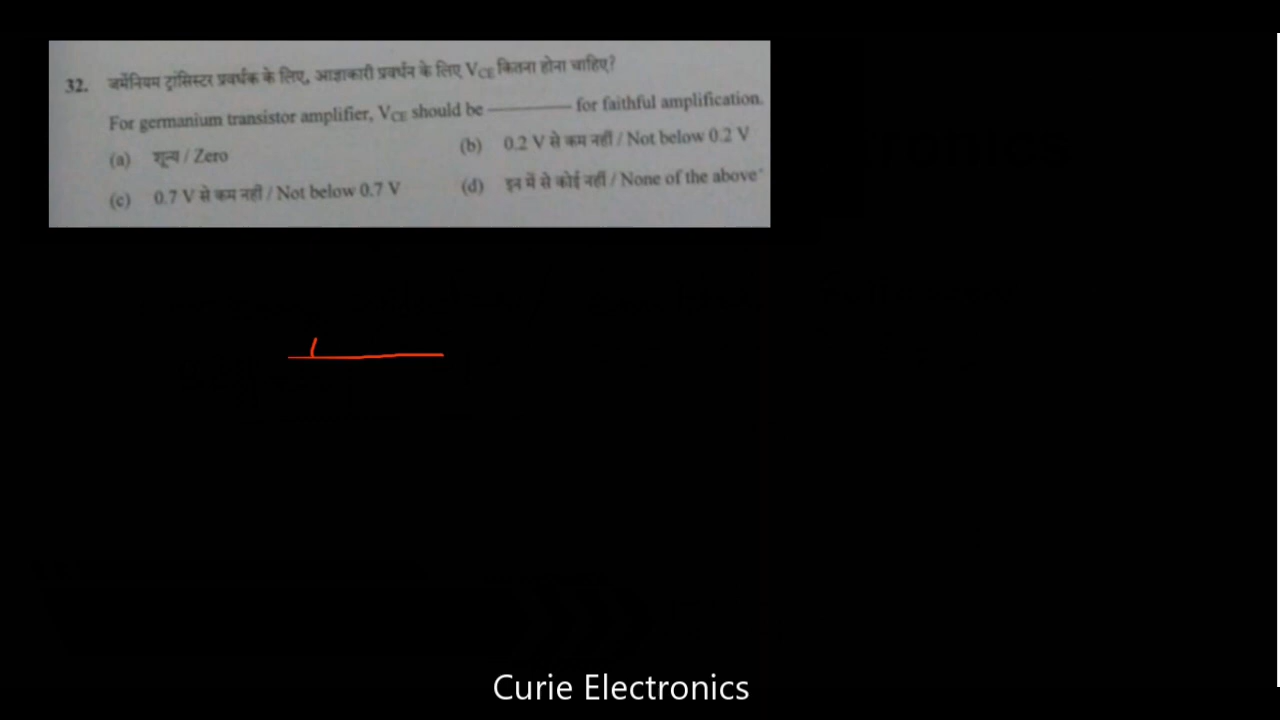 32. जर्मेनियम ट्रांसिस्टर प्रवर्धक के लिए, आज्ञाकारी प्रवर्धन के लिए VCE कितना होना चाहिए?
For germanium transistor amplifier, VCE should be ———— for faithful amplification.
(a) शून्य / Zero
(b) 0.2 V से कम नहीं / Not below 0.2 V
(c) 0.7 V से कम नहीं / Not below 0.7 V
(d) इन में से कोई नहीं / None of the above
Curie Electronics